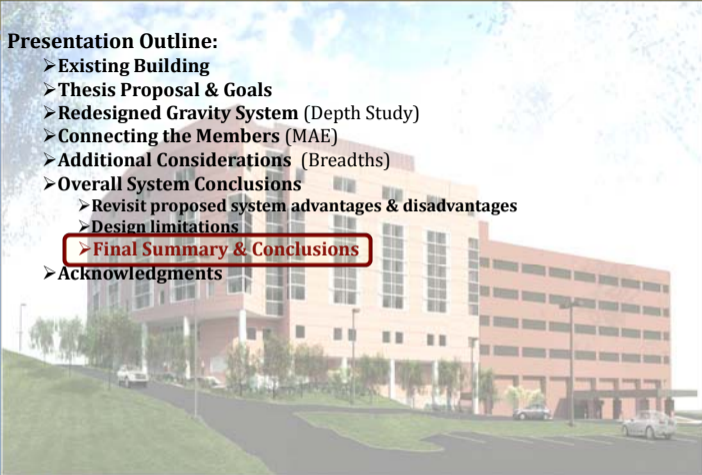 Presentation Outline:
➢Existing Building
➢Thesis Proposal & Goals
➢Redesigned Gravity System (Depth Study)
➢Connecting the Members (MAE)
➢Additional Considerations (Breadths)
➢Overall System Conclusions
➢Revisit proposed system advantages & disadvantages
➢Design limitations
➢Final Summary & Conclusions
➢Acknowledgments